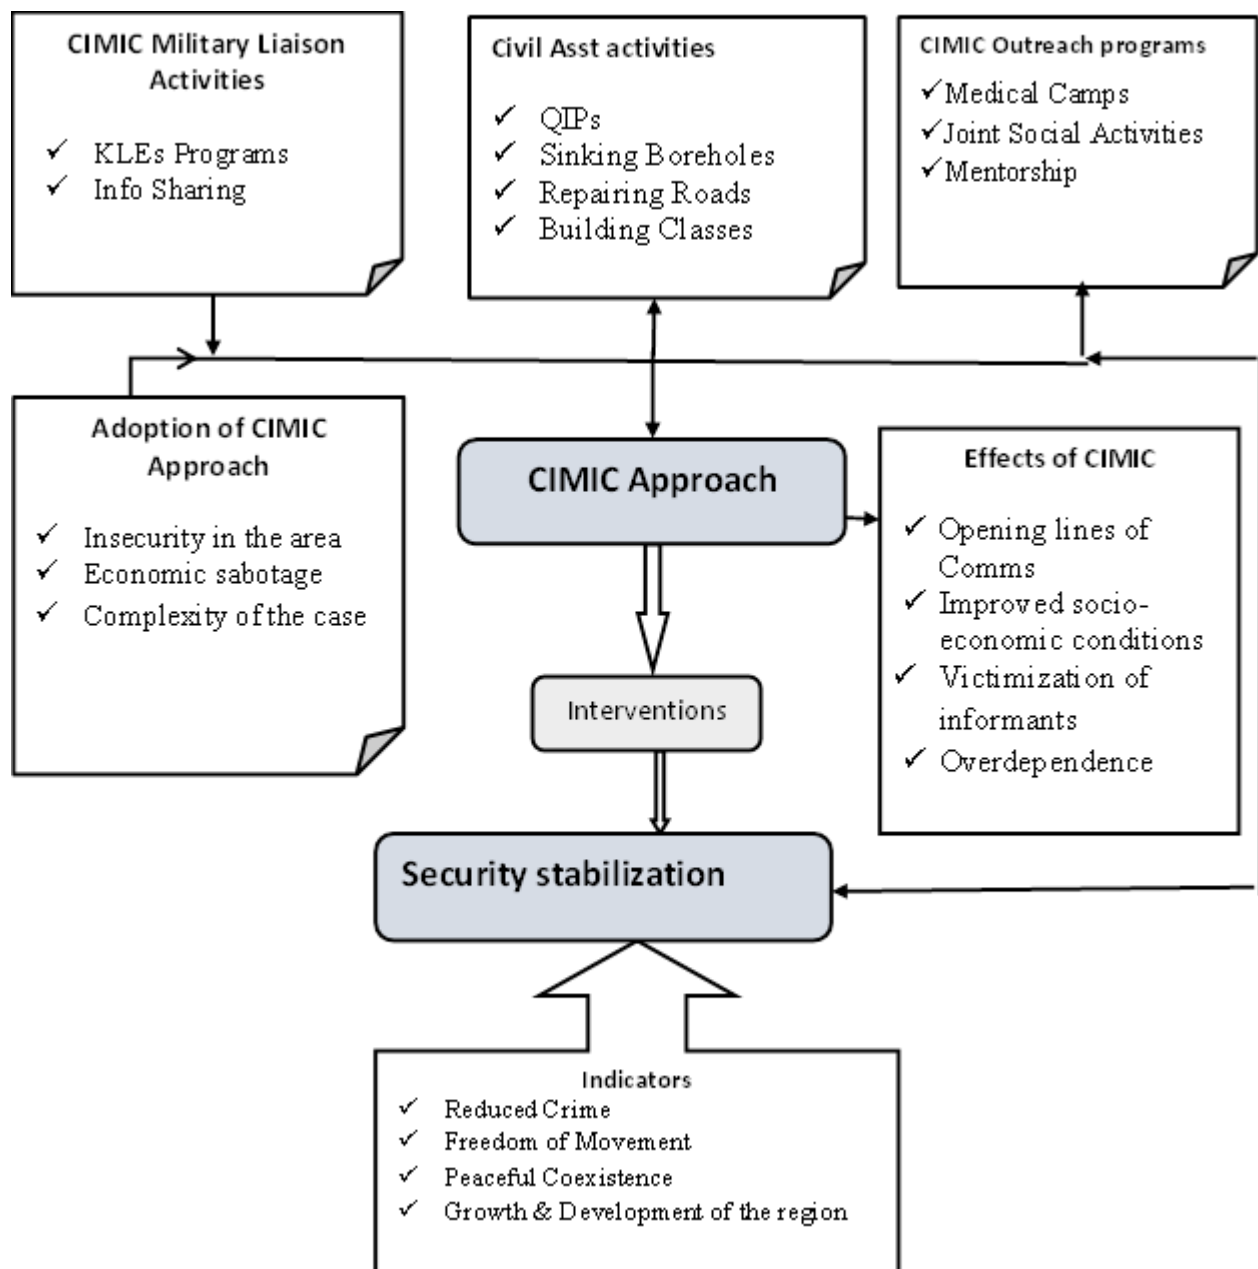 CIMIC Military Liaison
Activities
✓ KLEs Programs
✓ Info Sharing
Civil Asst activities
✓ QIPs
✓ Sinking Boreholes
✓ Repairing Roads
✓ Building Classes
CIMIC Outreach programs
✓ Medical Camps
✓ Joint Social Activities
✓ Mentorship
Adoption of CIMIC
Approach
✓ Insecurity in the area
✓ Economic sabotage
✓ Complexity of the case
CIMIC Approach
Effects of CIMIC
✓ Opening lines of
Comms
✓ Improved socio-
economic conditions
✓ Victimization of
informants
✓ Overdependence
Interventions
Security stabilization
Indicators
✓ Reduced Crime
✓ Freedom of Movement
✓ Peaceful Coexistence
✓ Growth & Development of the region